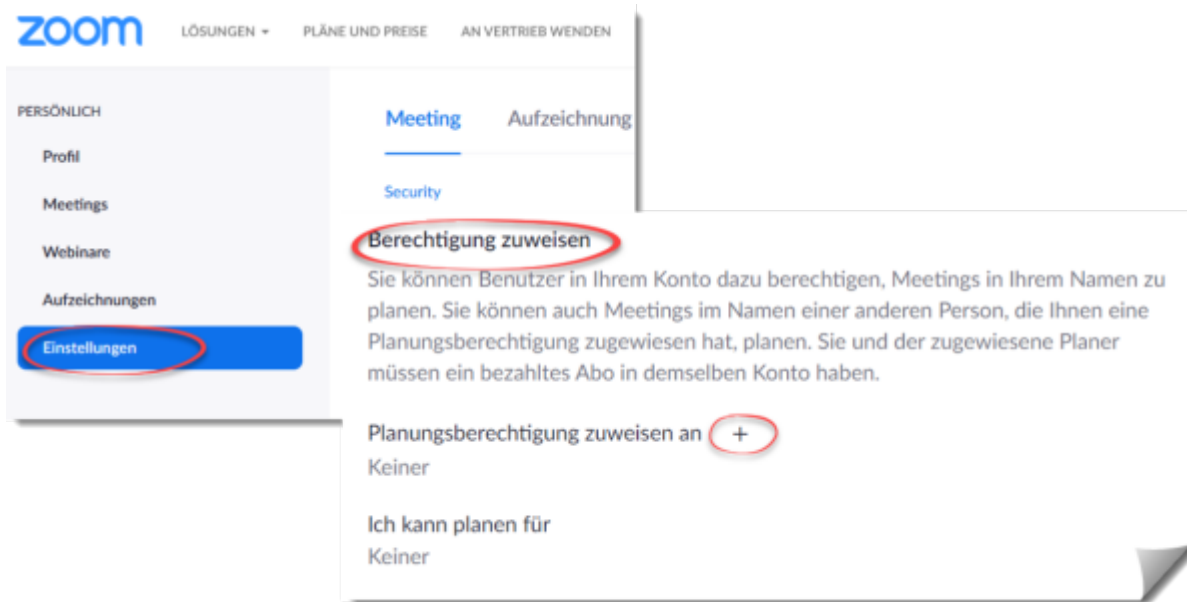 zoom LÖSUNGEN PLÄNE UND PREISE AN VERTRIEB WENDEN
PERSÖNLICH
Profil
Meetings
Webinare
Aufzeichnungen
Einstellungen
Meeting Aufzeichnung
Security
Berechtigung zuweisen
Sie können Benutzer in Ihrem Konto dazu berechtigen, Meetings in Ihrem Namen zu
planen. Sie können auch Meetings im Namen einer anderen Person, die Ihnen eine
Planungsberechtigung zugewiesen hat, planen. Sie und der zugewiesene Planer
müssen ein bezahltes Abo in demselben Konto haben.
Planungsberechtigung zuweisen an +
Keiner
Ich kann planen für
Keiner